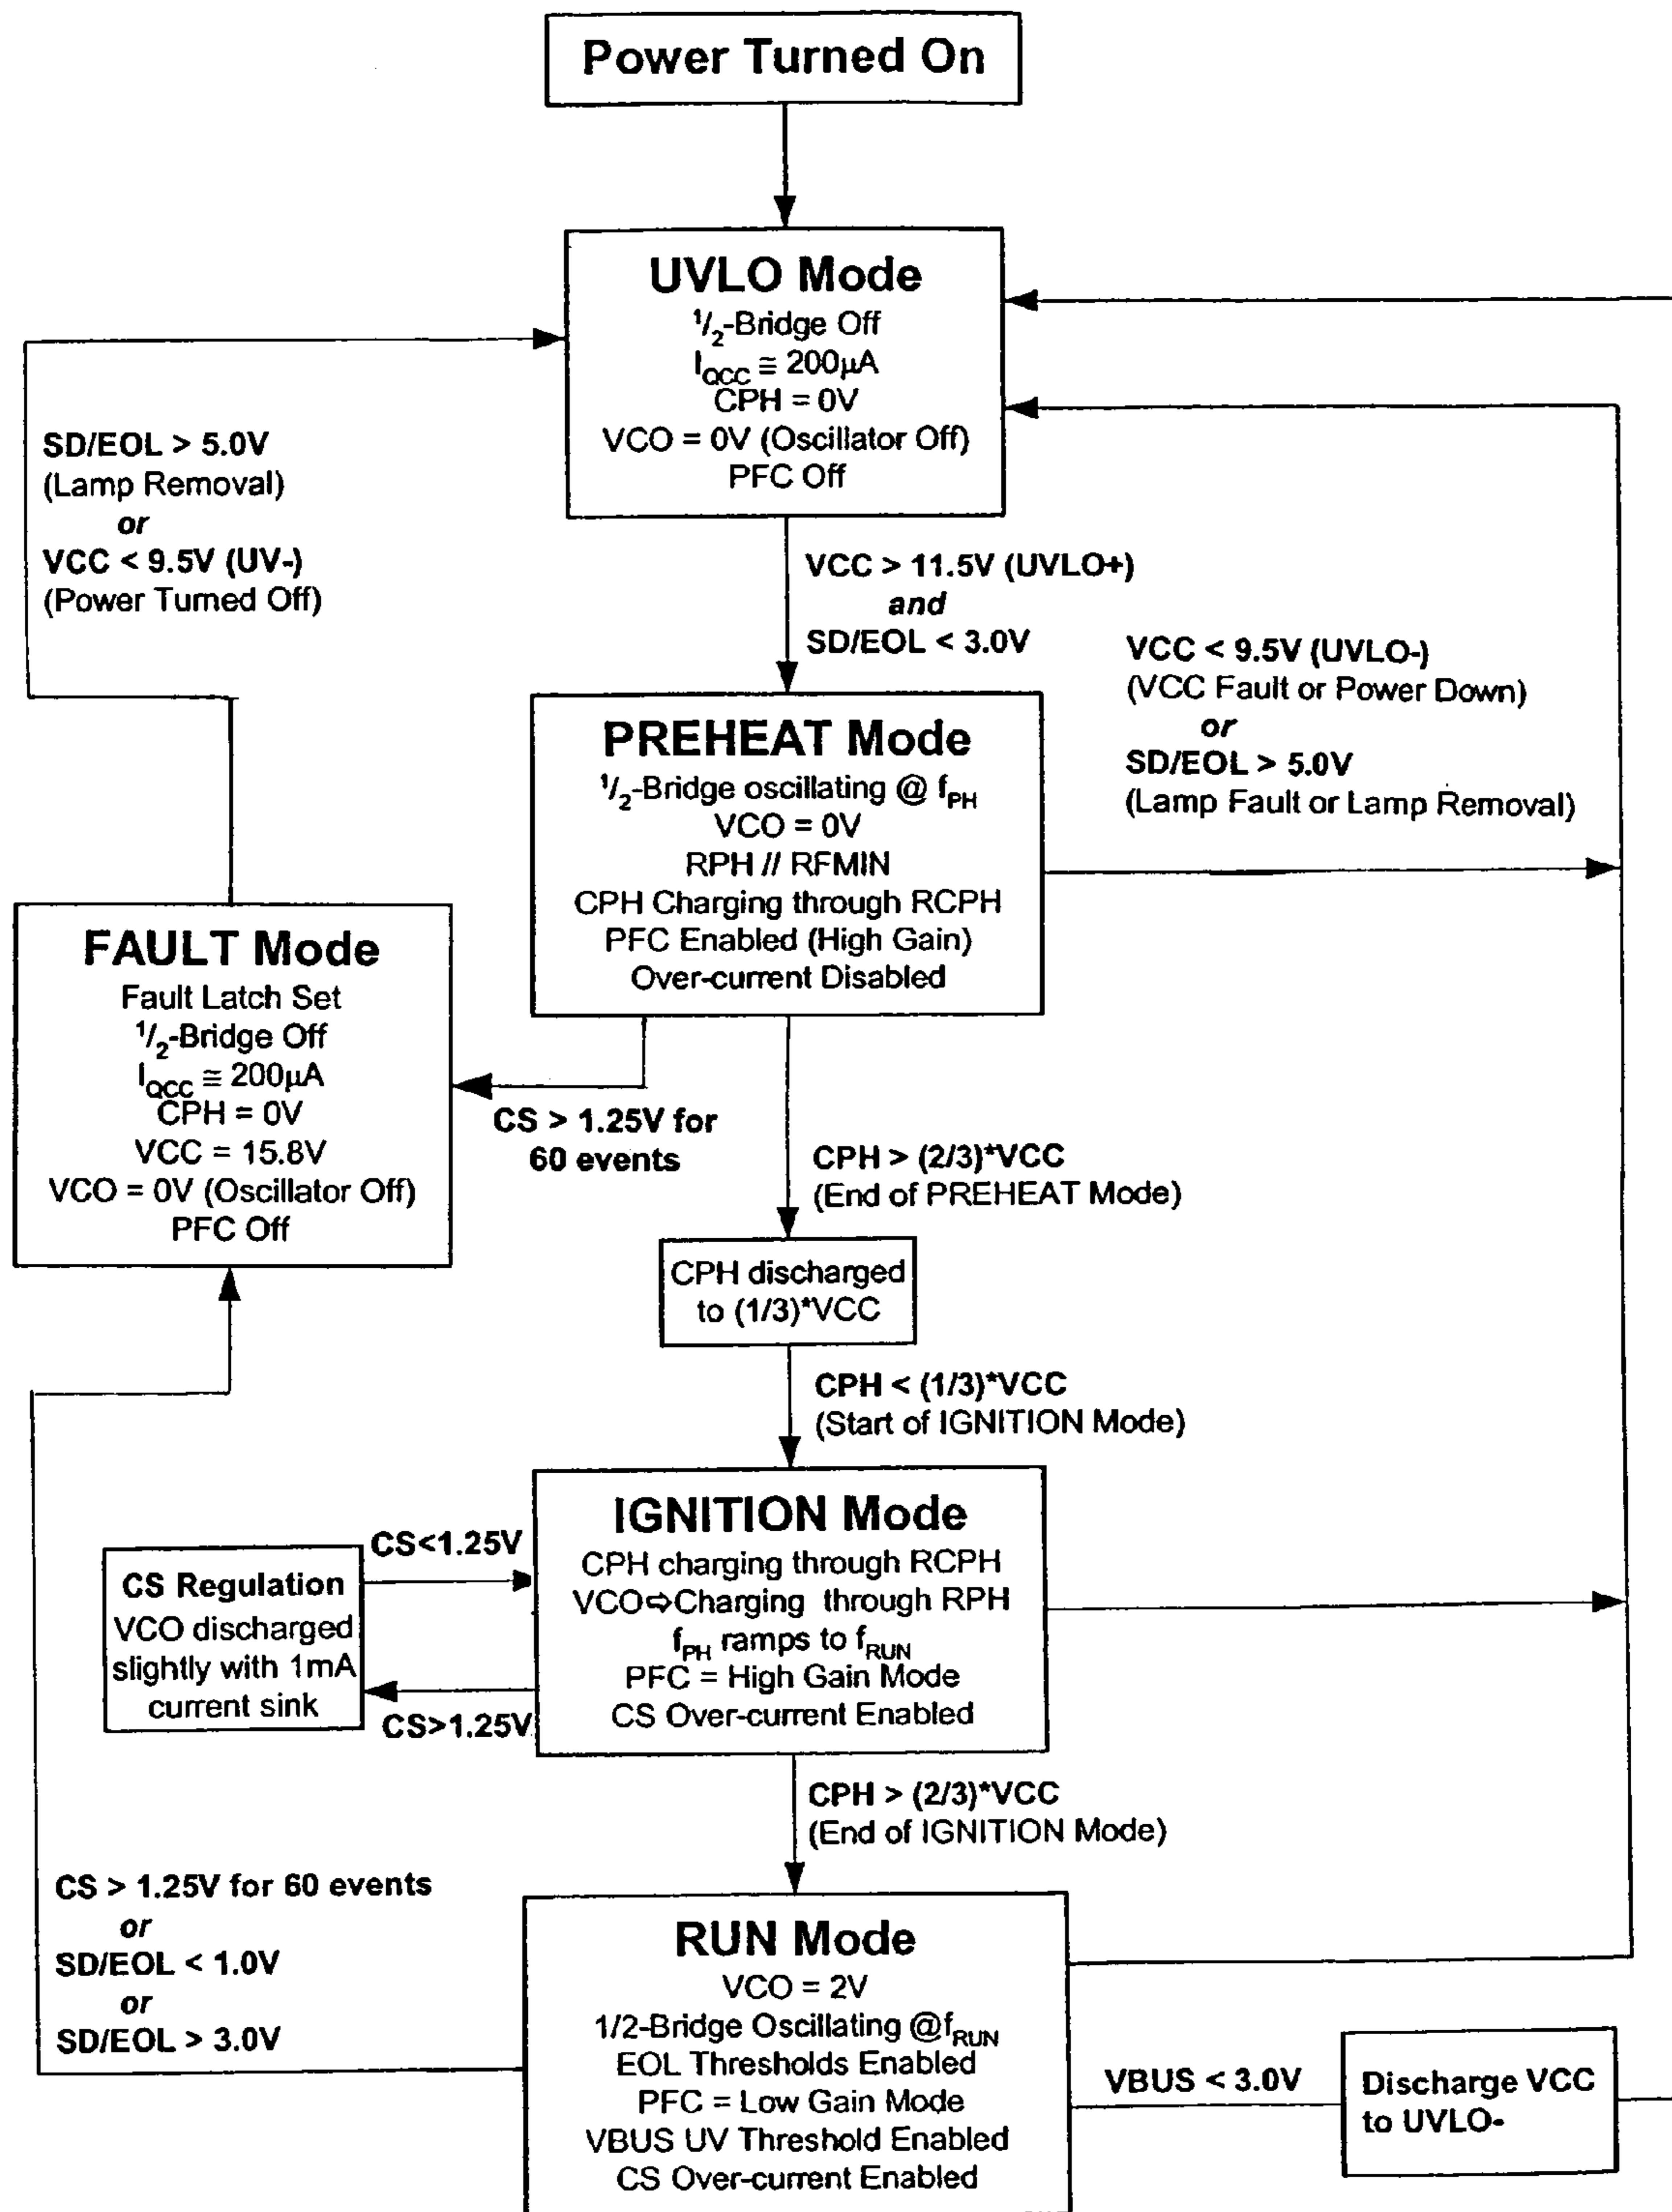 Power Turned On
UVLO Mode
1/2-Bridge Off
IQCC ≅ 200µA
CPH = 0V
VCO = 0V (Oscillator Off)
PFC Off
SD/EOL > 5.0V
(Lamp Removal)
or
VCC < 9.5V (UV-)
(Power Turned Off)
VCC > 11.5V (UVLO+)
and
SD/EOL < 3.0V
VCC < 9.5V (UVLO-)
(VCC Fault or Power Down)
or
SD/EOL > 5.0V
(Lamp Fault or Lamp Removal)
PREHEAT Mode
1/2-Bridge oscillating @ fPH
VCO = 0V
RPH // RFMIN
CPH Charging through RCPH
PFC Enabled (High Gain)
Over-current Disabled
FAULT Mode
Fault Latch Set
1/2-Bridge Off
IQCC ≅ 200µA
CPH = 0V
VCC = 15.8V
VCO = 0V (Oscillator Off)
PFC Off
CS > 1.25V for
60 events
CPH > (2/3)*VCC
(End of PREHEAT Mode)
CPH discharged
to (1/3)*VCC
CPH < (1/3)*VCC
(Start of IGNITION Mode)
IGNITION Mode
CPH charging through RCPH
VCO⇨Charging through RPH
fPH ramps to fRUN
PFC = High Gain Mode
CS Over-current Enabled
CS<1.25V
CS Regulation
VCO discharged
slightly with 1mA
current sink
CS>1.25V
CPH > (2/3)*VCC
(End of IGNITION Mode)
CS > 1.25V for 60 events
or
SD/EOL < 1.0V
or
SD/EOL > 3.0V
RUN Mode
VCO = 2V
1/2-Bridge Oscillating @fRUN
EOL Thresholds Enabled
PFC = Low Gain Mode
VBUS UV Threshold Enabled
CS Over-current Enabled
VBUS < 3.0V
Discharge VCC
to UVLO-